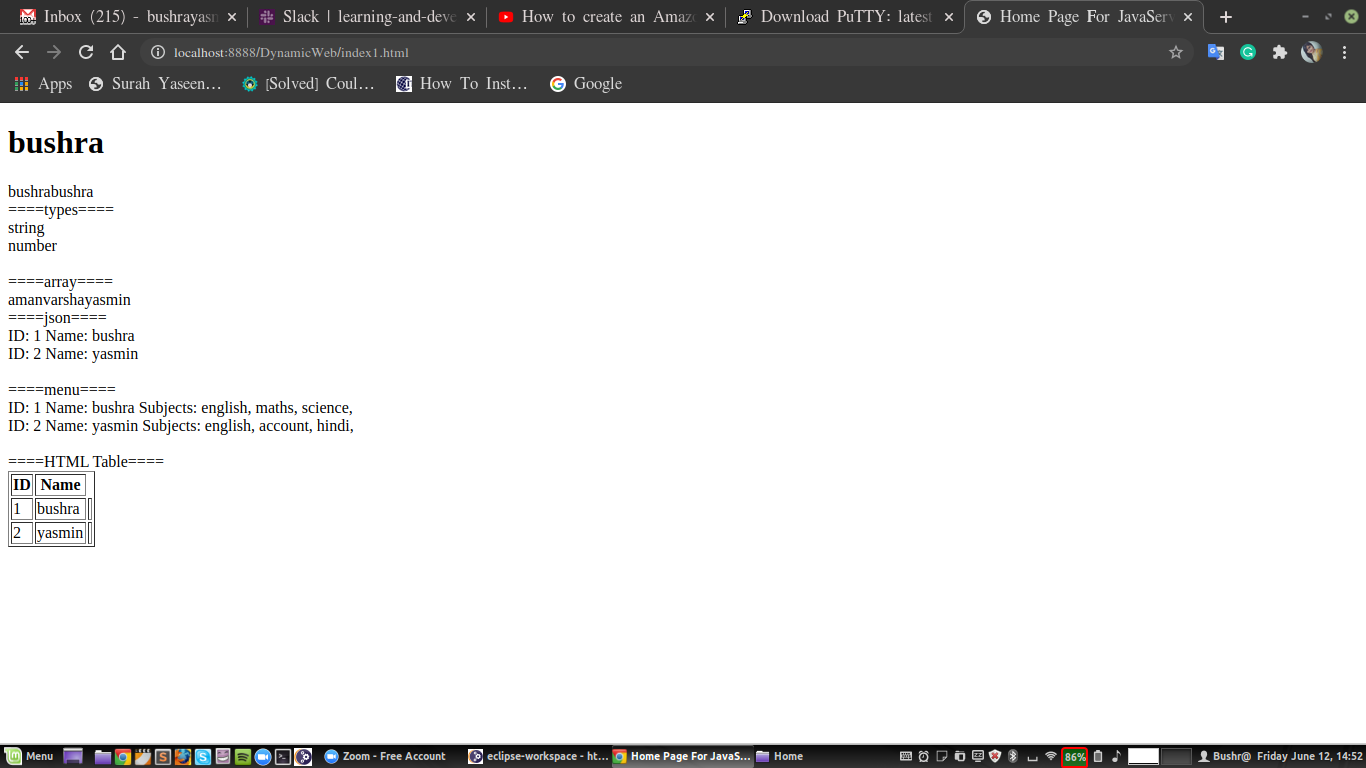 Inbox (215) - bushrayasm
Slack | learning-and-deve
How to create an Amaz
Download PuTTY: latest
Home Page For JavaServ
localhost:8888/DynamicWeb/index1.html
Apps
Surah Yaseen…
[Solved] Coul…
How To Inst…
Google
bushra
bushrabushra
====types====
string
number
====array====
amanvarshayasmin
====json====
ID: 1 Name: bushra
ID: 2 Name: yasmin
====menu====
ID: 1 Name: bushra Subjects: english, maths, science,
ID: 2 Name: yasmin Subjects: english, account, hindi,
====HTML Table====
ID Name
1 bushra
2 yasmin
Menu
Zoom - Free Account
eclipse-workspace - ht...
Home Page For JavaS...
Home
86%
Bushr@ Friday June 12, 14:52